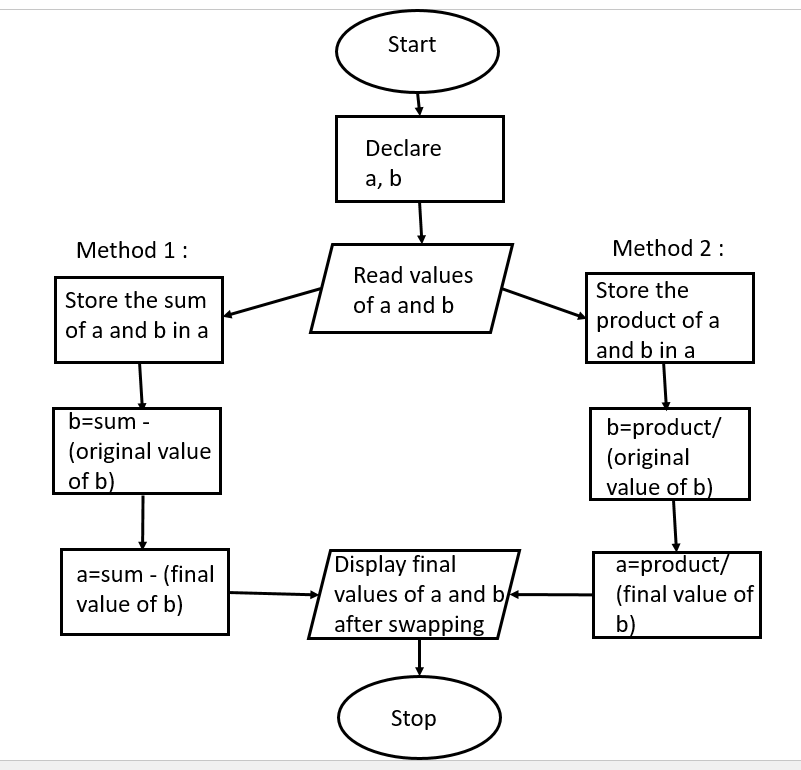 Start
Declare
a, b
Read values
of a and b
Method 1 :
Store the sum
of a and b in a
b=sum -
(original value
of b)
a=sum - (final
value of b)
Method 2 :
Store the
product of a
and b in a
b=product/
(original
value of b)
a=product/
(final value of
b)
Display final
values of a and b
after swapping
Stop